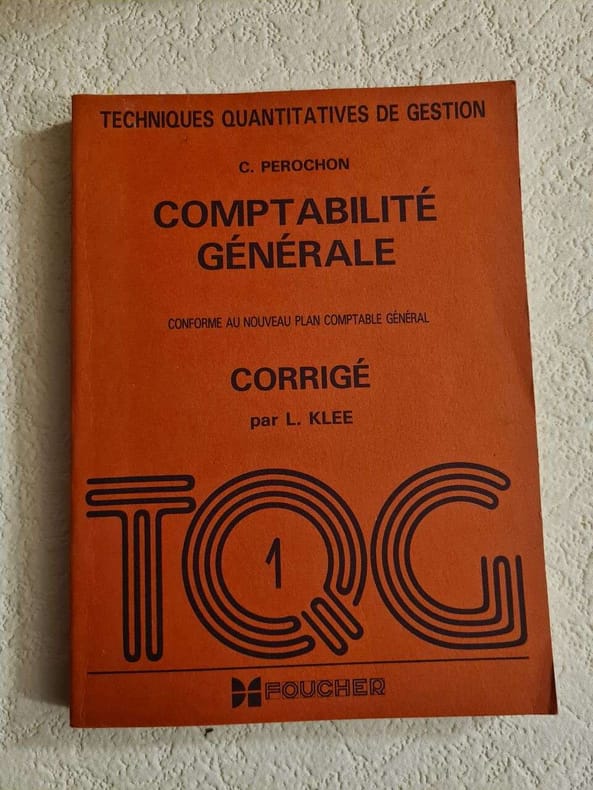 TECHNIQUES QUANTITATIVES DE GESTION
C. PEROCHON
COMPTABILITÉ
GÉNÉRALE
CONFORME AU NOUVEAU PLAN COMPTABLE GÉNÉRAL
CORRIGÉ
par L. KLEE
TQG
1
FOUCHER